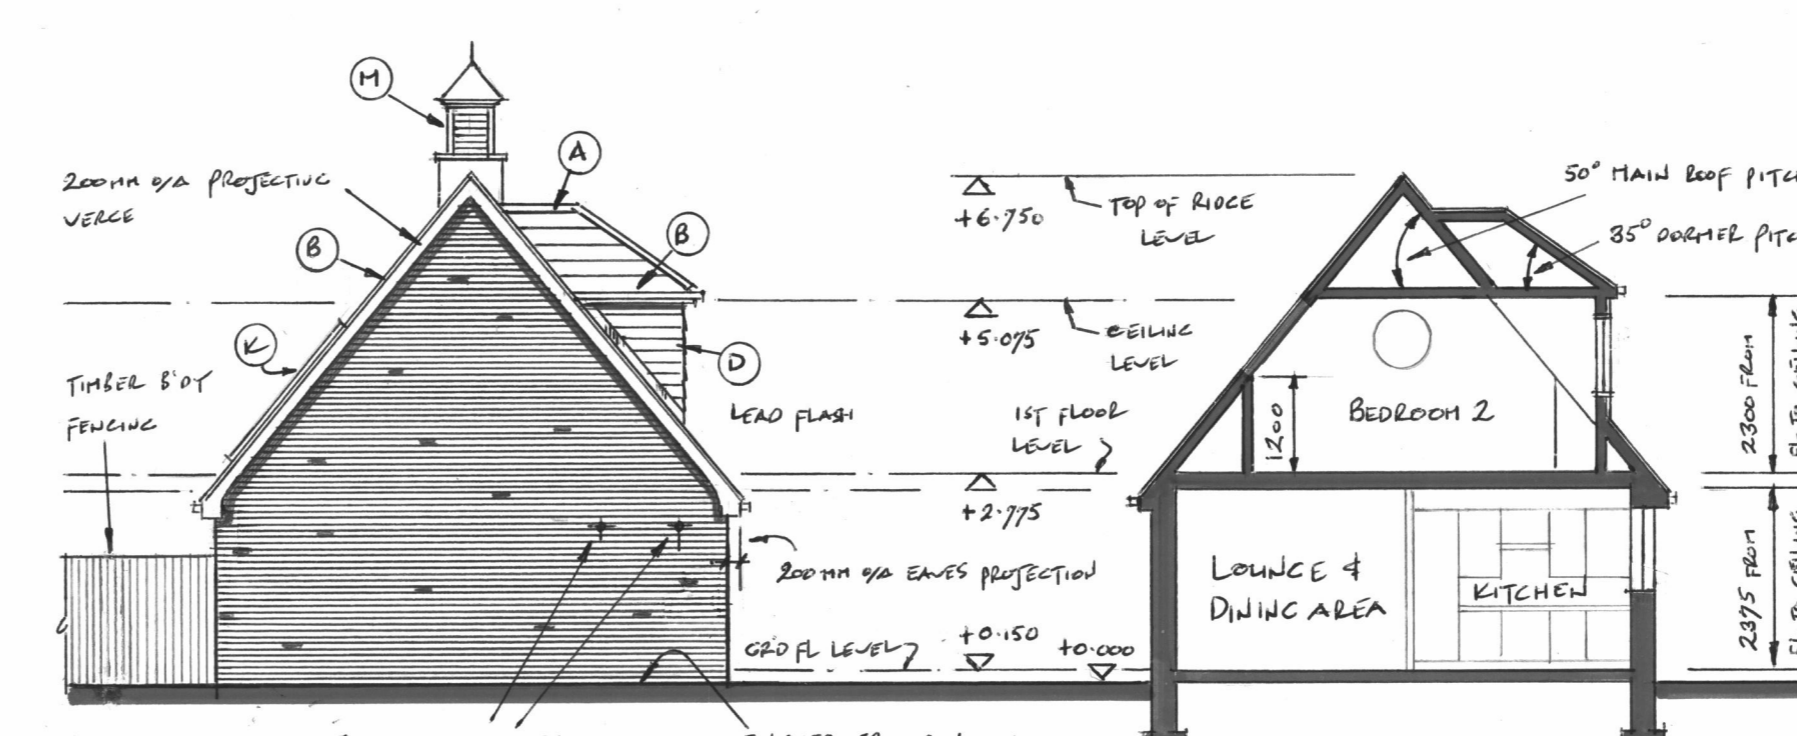 M
A
200MM O/A PROJECTING
VERGE
B
B
K
D
TIMBER B'DY
FENCING
LEAD FLASH
+6.750
TOP OF RIDGE
LEVEL
+5.075
CEILING
LEVEL
1ST FLOOR
LEVEL
+2.775
200MM O/A EAVES PROJECTION
GRD FL LEVEL
+0.150
+0.000
50° MAIN ROOF PITC
35° DORMER PITC
1200
BEDROOM 2
2300 FROM
LOUNGE &
DINING AREA
KITCHEN
2375 FROM